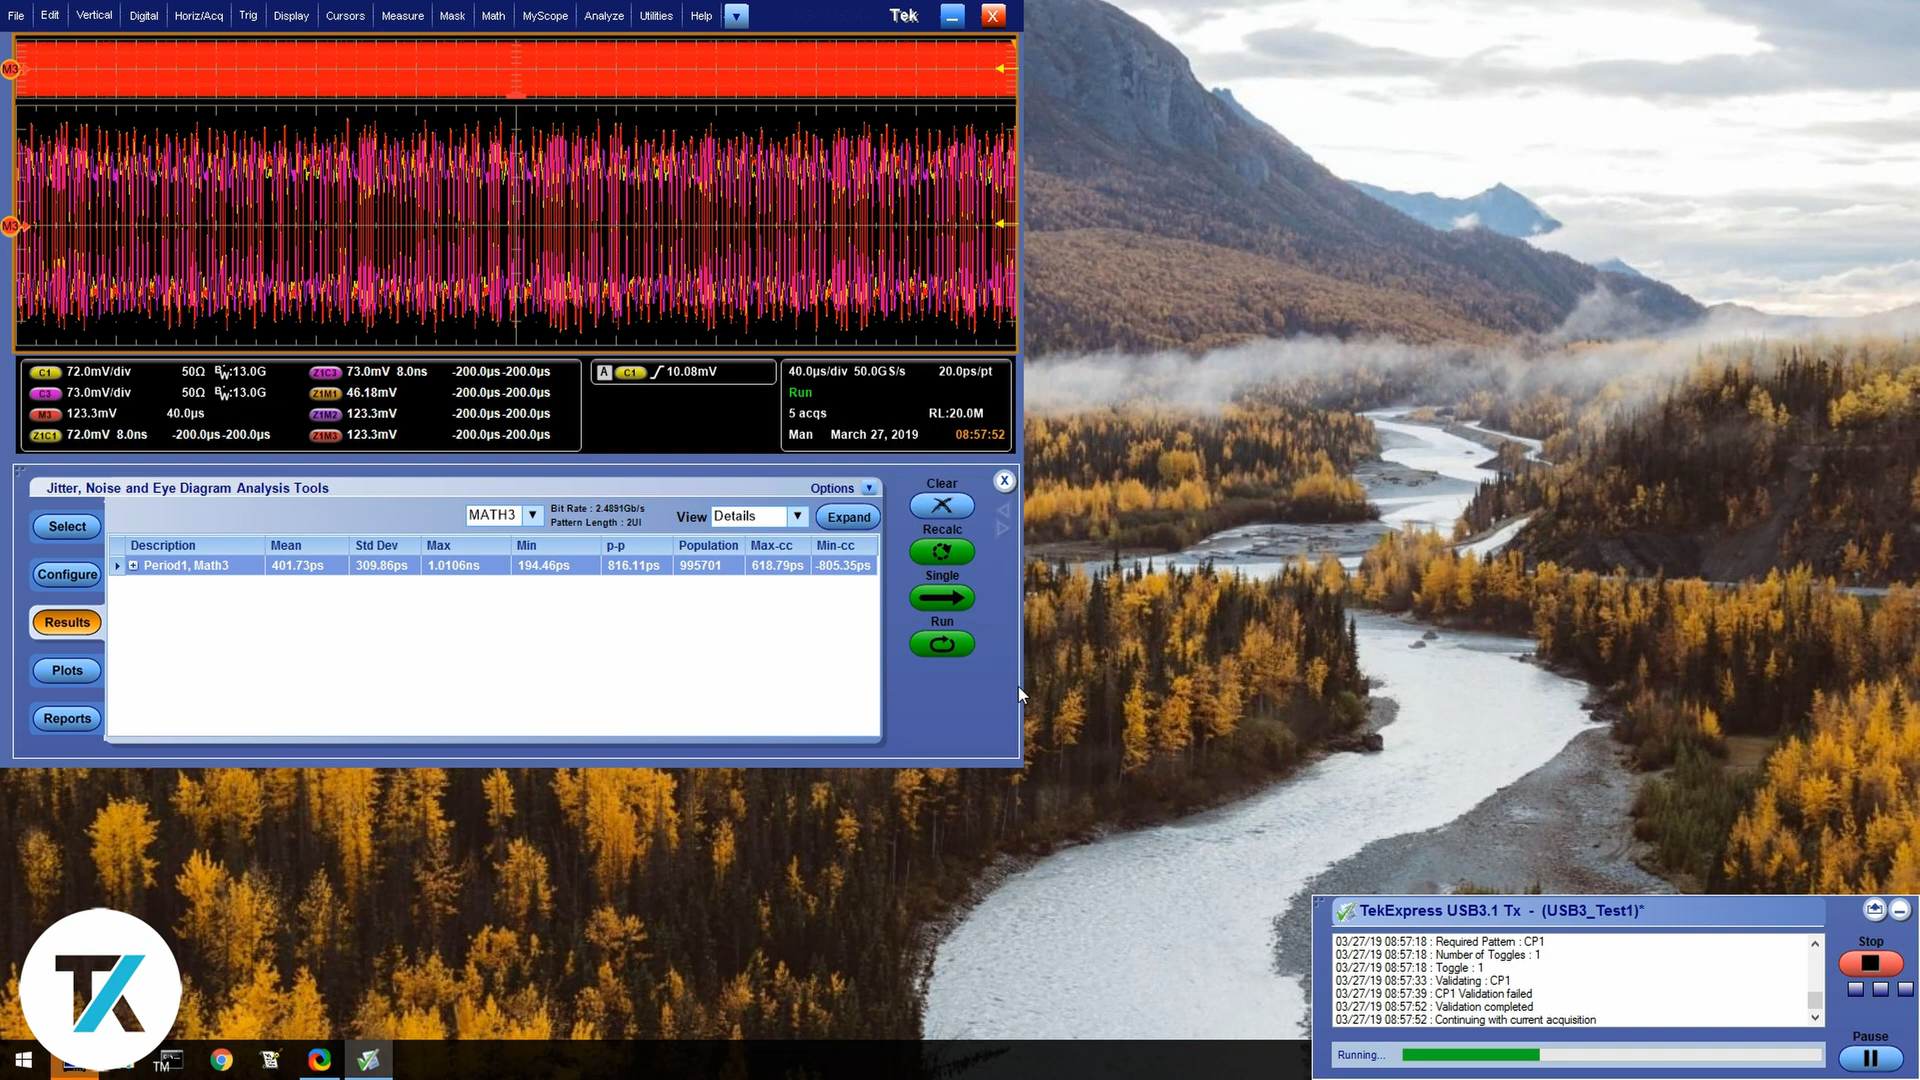 File Edit Vertical Digital Horiz/Acq Trig Display Cursors Measure Mask Math MyScope Analyze Utilities Help Tek X
M3
M3
C1 72.0mV/div 50Ω BW:13.0G
C3 73.0mV/div 50Ω BW:13.0G
M3 123.3mV 40.0µs
Z1C1 72.0mV 8.0ns -200.0µs-200.0µs
Z1C3 73.0mV 8.0ns -200.0µs-200.0µs
Z1M1 46.18mV -200.0µs-200.0µs
Z1M2 123.3mV -200.0µs-200.0µs
Z1M3 123.3mV -200.0µs-200.0µs
A C1 10.08mV
40.0µs/div 50.0GS/s 20.0ps/pt
Run
5 acqs RL:20.0M
Man March 27, 2019 08:57:52
Jitter, Noise and Eye Diagram Analysis Tools
Options
X
Select
Configure
Results
Plots
Reports
MATH3
Bit Rate : 2.4891Gb/s
Pattern Length : 2UI
View Details
Expand
Description Mean Std Dev Max Min p-p Population Max-cc Min-cc
Period1, Math3 401.73ps 309.86ps 1.0106ns 194.46ps 816.11ps 995701 618.79ps -805.35ps
Clear
Recalc
Single
Run
TekExpress USB3.1 Tx - (USB3_Test1)*
03/27/19 08:57:18 : Required Pattern : CP1
03/27/19 08:57:18 : Number of Toggles : 1
03/27/19 08:57:18 : Toggle : 1
03/27/19 08:57:33 : Validating : CP1
03/27/19 08:57:39 : CP1 Validation failed
03/27/19 08:57:52 : Validation completed
03/27/19 08:57:52 : Continuing with current acquisition
Stop
Pause
Running...
TX
TM